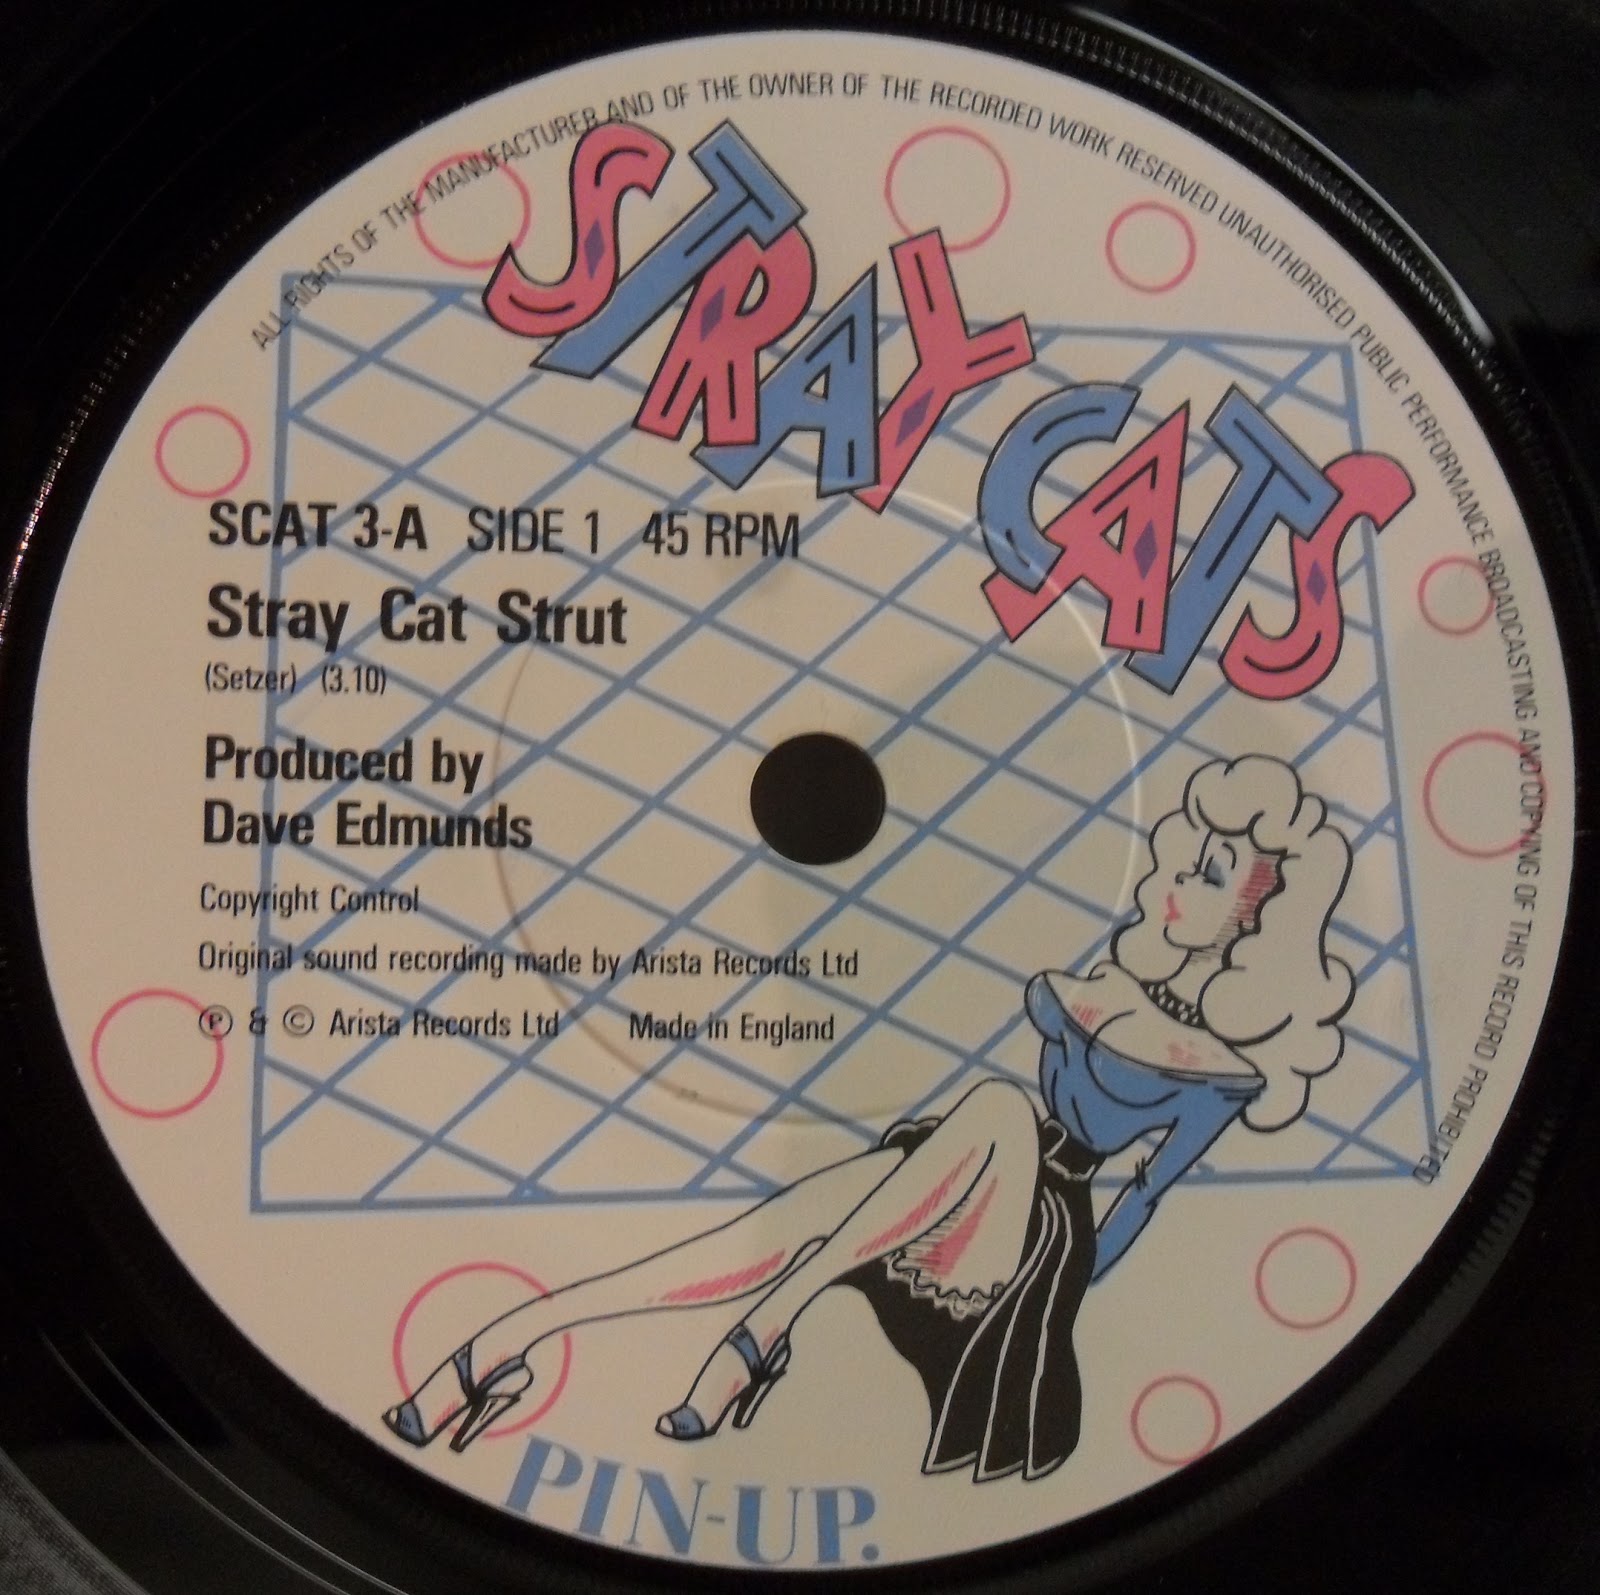 ALL RIGHTS OF THE MANUFACTURER AND OF THE OWNER OF THE RECORDED WORK RESERVED UNAUTHORISED PUBLIC PERFORMANCE BROADCASTING AND COPYING OF THIS RECORD PROHIBITED
STRAY CATS
SCAT 3-A SIDE 1 45 RPM
Stray Cat Strut
(Setzer) (3.10)
Produced by
Dave Edmunds
Copyright Control
Original sound recording made by Arista Records Ltd
℗ & © Arista Records Ltd Made in England
PIN-UP.